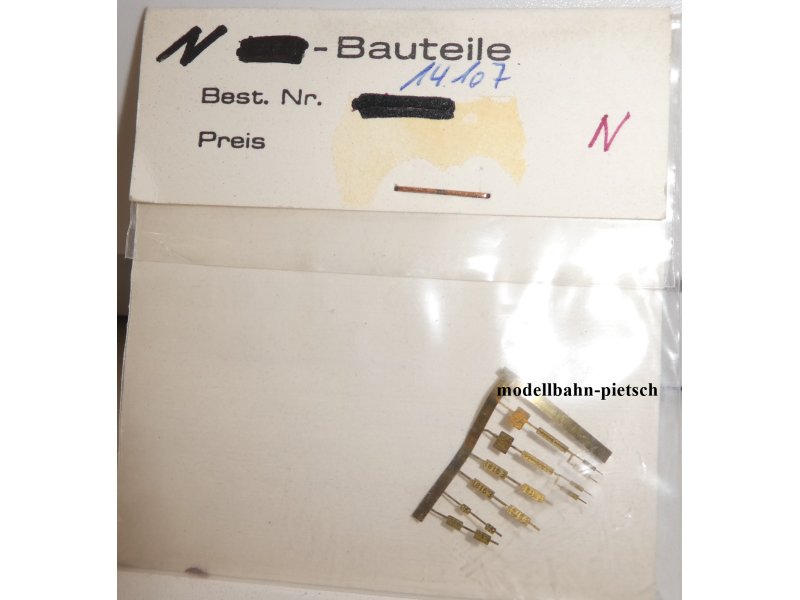 N -Bauteile
14.107
Best. Nr.
Preis
N
modellbahn-pietsch